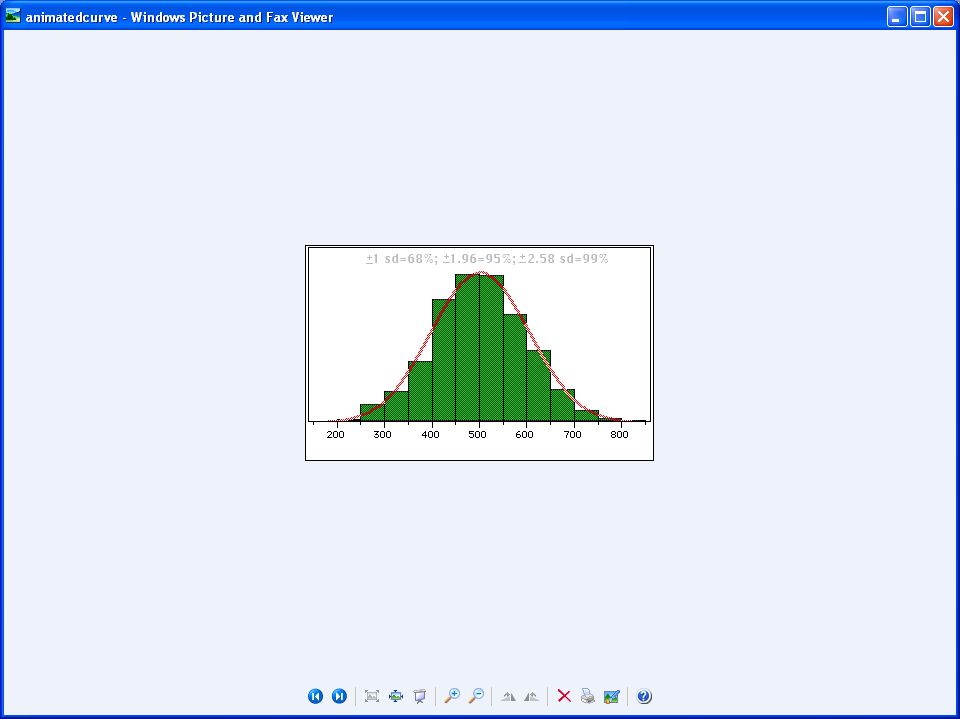 animatedcurve - Windows Picture and Fax Viewer
±1 sd=68%; ±1.96=95%; ±2.58 sd=99%
200 300 400 500 600 700 800